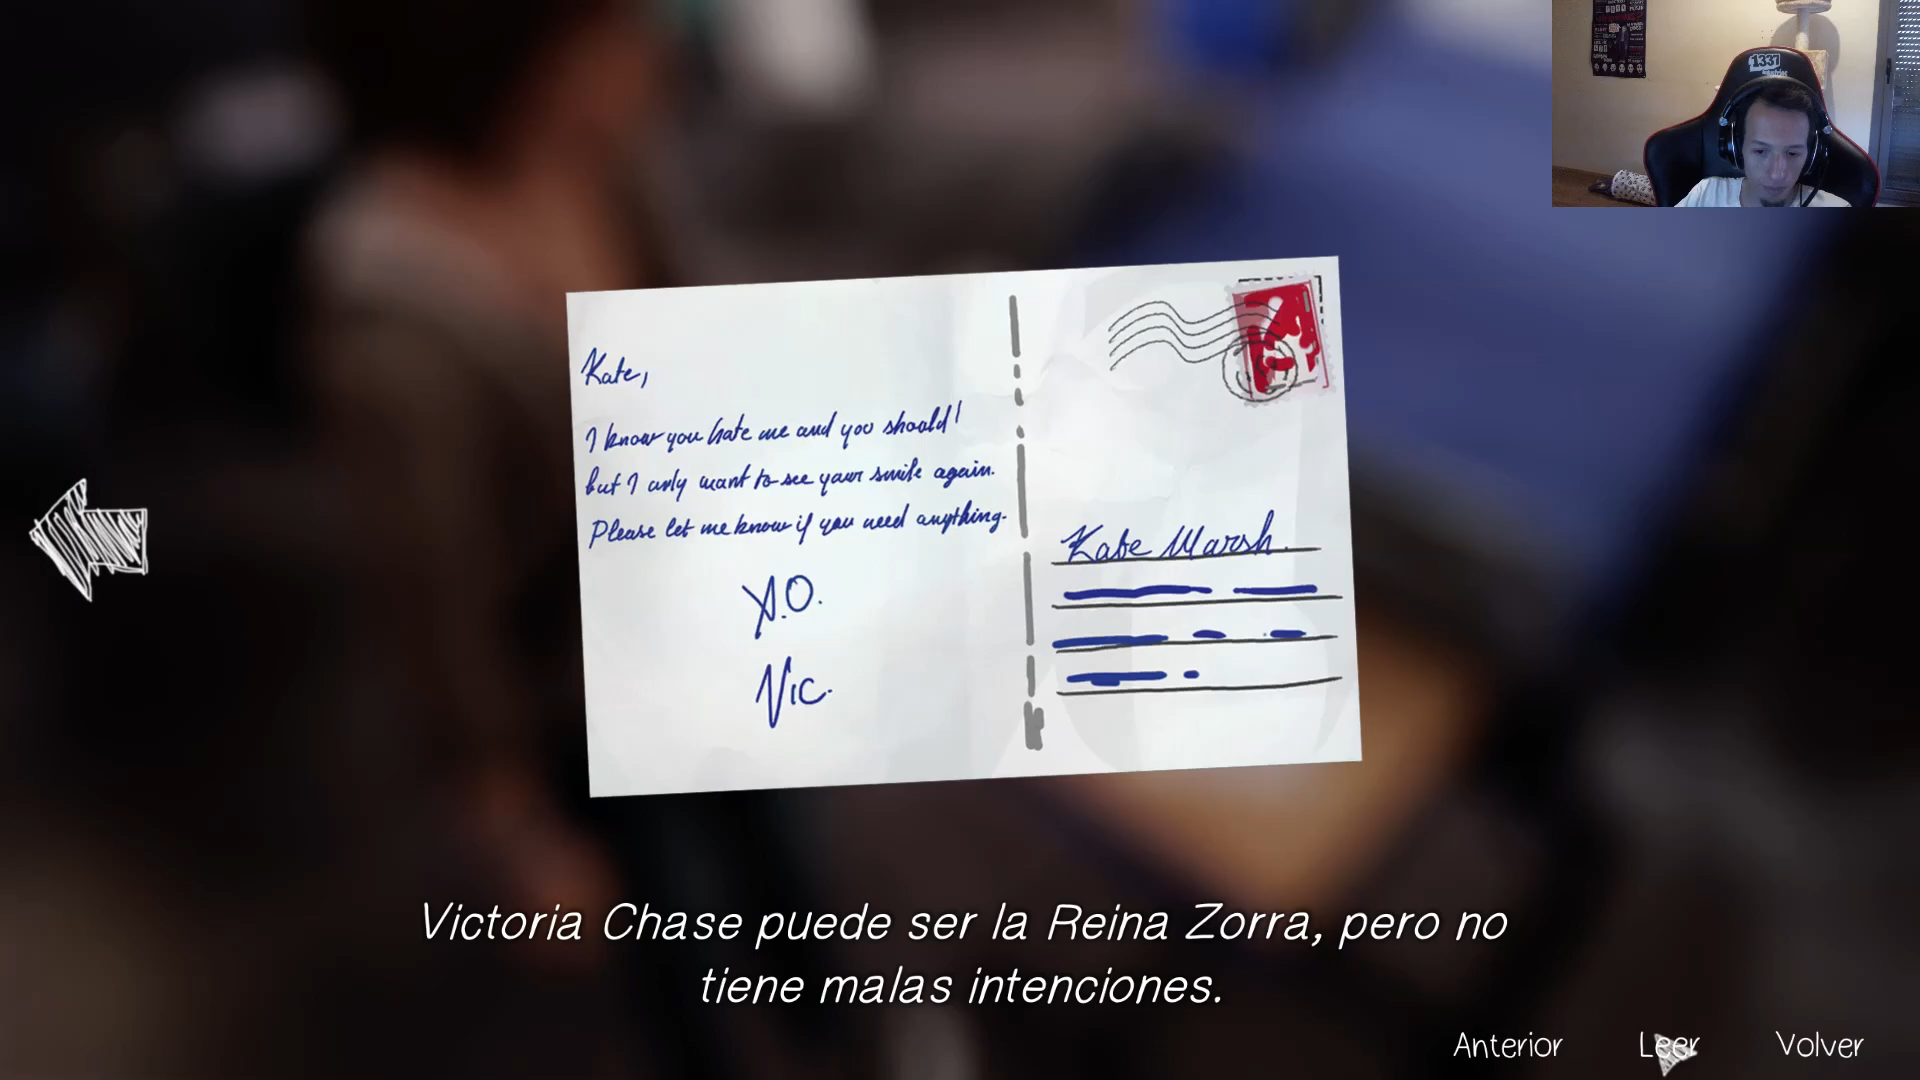 1337
Kate,
I know you hate me and you should!
but I only want to see your smile again.
Please let me know if you need anything.
X.O.
Vic.
Kate Marsh.
Victoria Chase puede ser la Reina Zorra, pero no
tiene malas intenciones.
Anterior
Leer
Volver